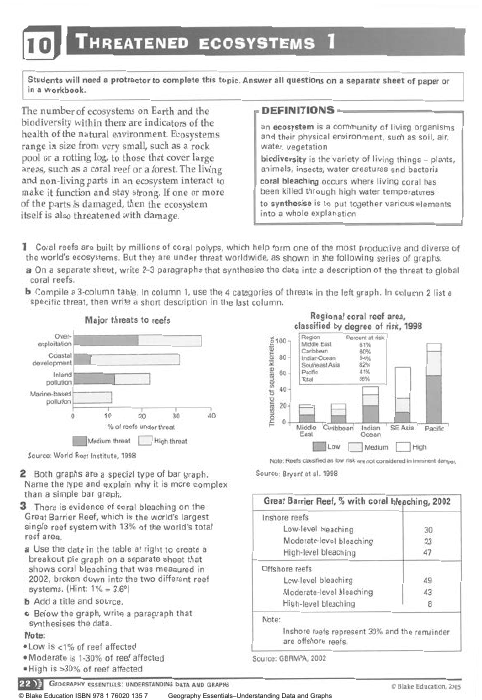 10 THREATENED ECOSYSTEMS 1
Students will need a protractor to complete this topic. Answer all questions on a separate sheet of paper or
in a workbook.
The number of ecosystems on Earth and the
biodiversity within there are indicators of the
health of the natural environment. Ecosystems
range in size from very small, such as a rock
pool or a rotting log, to those that cover large
areas, such as a coral reef or a forest. The living
and non-living parts in an ecosystem interact to
make it function and stay strong. If one or more
of the parts is damaged, then the ecosystem
itself is also threatened with damage.
DEFINITIONS
an ecosystem is a community of living organisms
and their physical environment, such as soil, air,
water, vegetation
biodiversity is the variety of living things – plants,
animals, insects, water creatures and bacteria
coral bleaching occurs where living coral has
been killed through high water temperatures
to synthesise is to put together various elements
into a whole explanation
1 Coral reefs are built by millions of coral polyps, which help form one of the most productive and diverse of
the world's ecosystems. But they are under threat worldwide, as shown in the following series of graphs.
a On a separate sheet, write 2-3 paragraphs that synthesise the data into a description of the threat to global
coral reefs.
b Compile a 3-column table. In column 1, use the 4 categories of threats in the left graph. In column 2 list a
specific threat, then write a short description in the last column.
Major threats to reefs
Over-
exploitation
Coastal
development
Inland
pollution
Marine-based
pollution
0 10 20 30 40
% of reefs under threat
Medium threat High threat
Source: World Reef Institute, 1998
Regional coral reef area,
classified by degree of risk, 1998
Thousand of square kilometres
100
80
60
40
20
0
Region Percent at risk
Middle East 61%
Caribbean
Indian Ocean
Southeast Asia 82%
Pacific 41%
Total
Middle East Caribbean Indian Ocean SE Asia Pacific
Low Medium High
Note: Reefs classified as low risk are not considered in imminent danger.
Source: Bryant et al. 1998
2 Both graphs are a special type of bar graph.
Name the type and explain why it is more complex
than a simple bar graph.
3 There is evidence of coral bleaching on the
Great Barrier Reef, which is the world's largest
single reef system with 13% of the world's total
reef area.
a Use the data in the table at right to create a
breakout pie graph on a separate sheet that
shows coral bleaching that was measured in
2002, broken down into the two different reef
systems. (Hint: 1% = 3.6°)
b Add a title and source.
c Below the graph, write a paragraph that
synthesises the data.
Note:
• Low is <1% of reef affected
• Moderate is 1-30% of reef affected
• High is >30% of reef affected
Great Barrier Reef, % with coral bleaching, 2002
Inshore reefs
Low-level bleaching 30
Moderate-level bleaching 23
High-level bleaching 47
Offshore reefs
Low-level bleaching 49
Moderate-level bleaching 43
High-level bleaching 8
Note:
Inshore reefs represent 30% and the remainder
are offshore reefs.
Source: GBRMPA, 2002
22 GEOGRAPHY ESSENTIALS: UNDERSTANDING DATA AND GRAPHS
© Blake Education, 2015
© Blake Education ISBN 978 1 76020 135 7 Geography Essentials–Understanding Data and Graphs